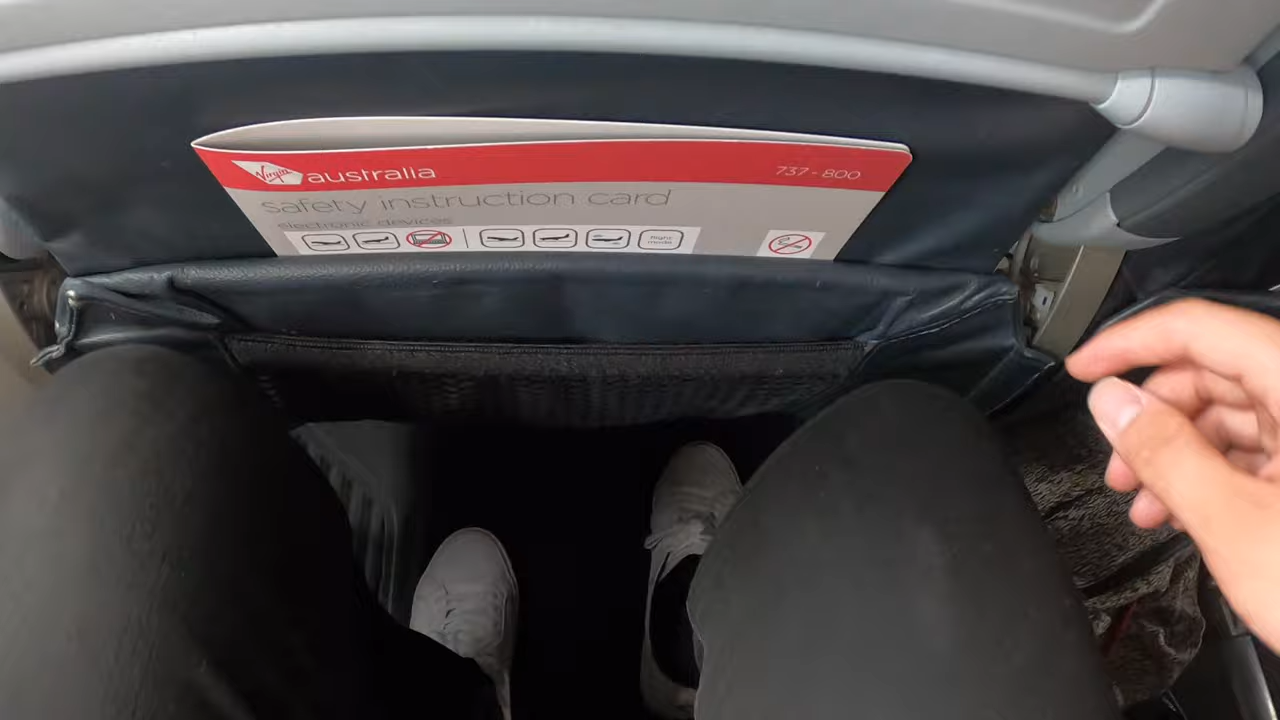 Virgin australia 737-800
safety instruction card
electronic devices
flight mode